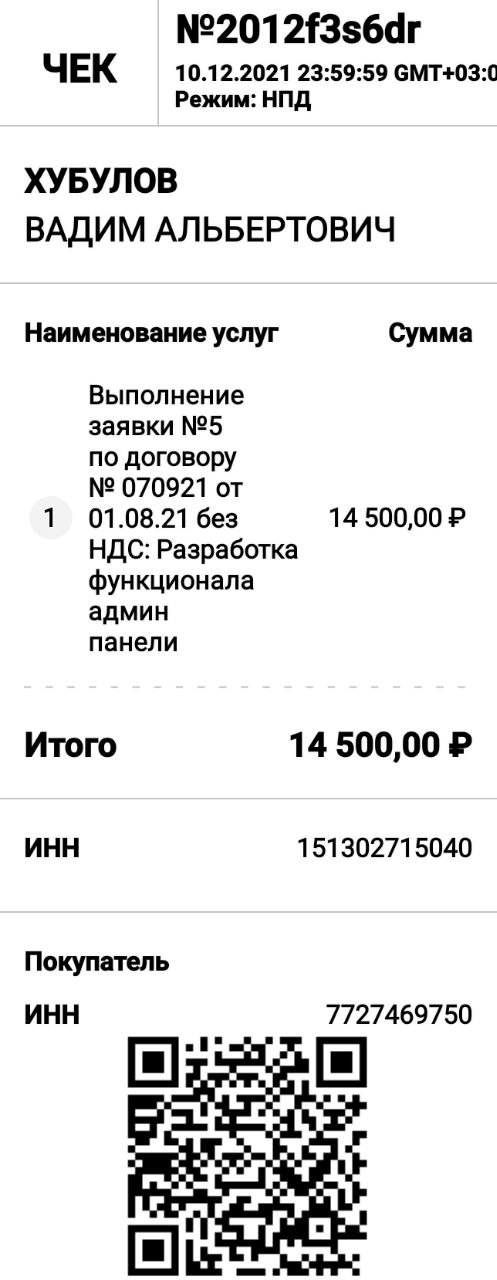 ЧЕК
№2012f3s6dr
10.12.2021 23:59:59 GMT+03:0
Режим: НПД
ХУБУЛОВ
ВАДИМ АЛЬБЕРТОВИЧ
Наименование услуг Сумма
Выполнение
заявки №5
по договору
№ 070921 от
1 01.08.21 без 14 500,00 ₽
НДС: Разработка
функционала
админ
панели
Итого 14 500,00 ₽
ИНН 151302715040
Покупатель
ИНН 7727469750